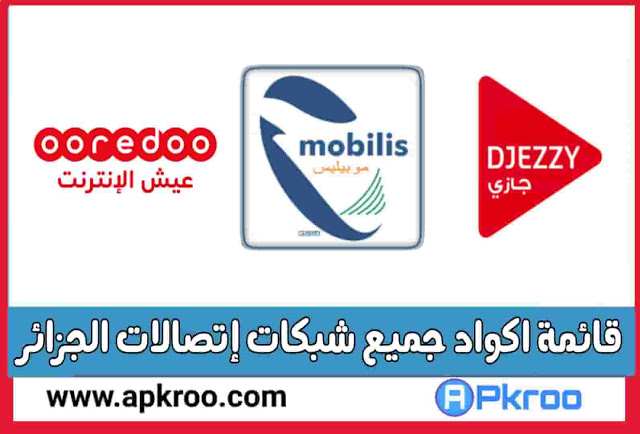 ooredoo
عيش الإنترنت
mobilis
موبيليس
DJEZZY
جازي
قائمة اكواد جميع شبكات إتصالات الجزائر
www.apkroo.com
APkroo